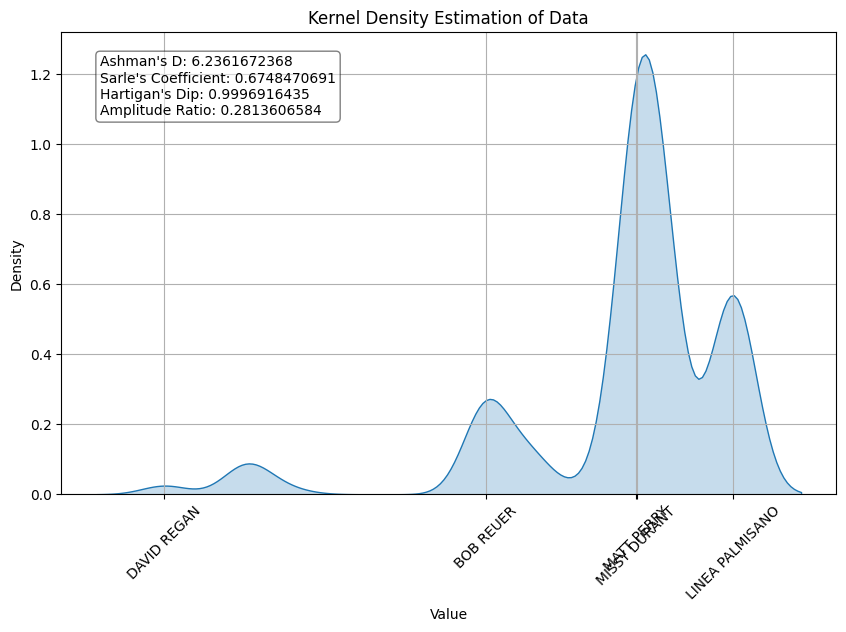 Kernel Density Estimation of Data
Ashman's D: 6.2361672368
Sarle's Coefficient: 0.6748470691
Hartigan's Dip: 0.9996916435
Amplitude Ratio: 0.2813606584
1.2
1.0
0.8
0.6
0.4
0.2
0.0
Density
DAVID REGAN
BOB REUER
MATT PERRY
MISSY DURANT
LINEA PALMISANO
Value